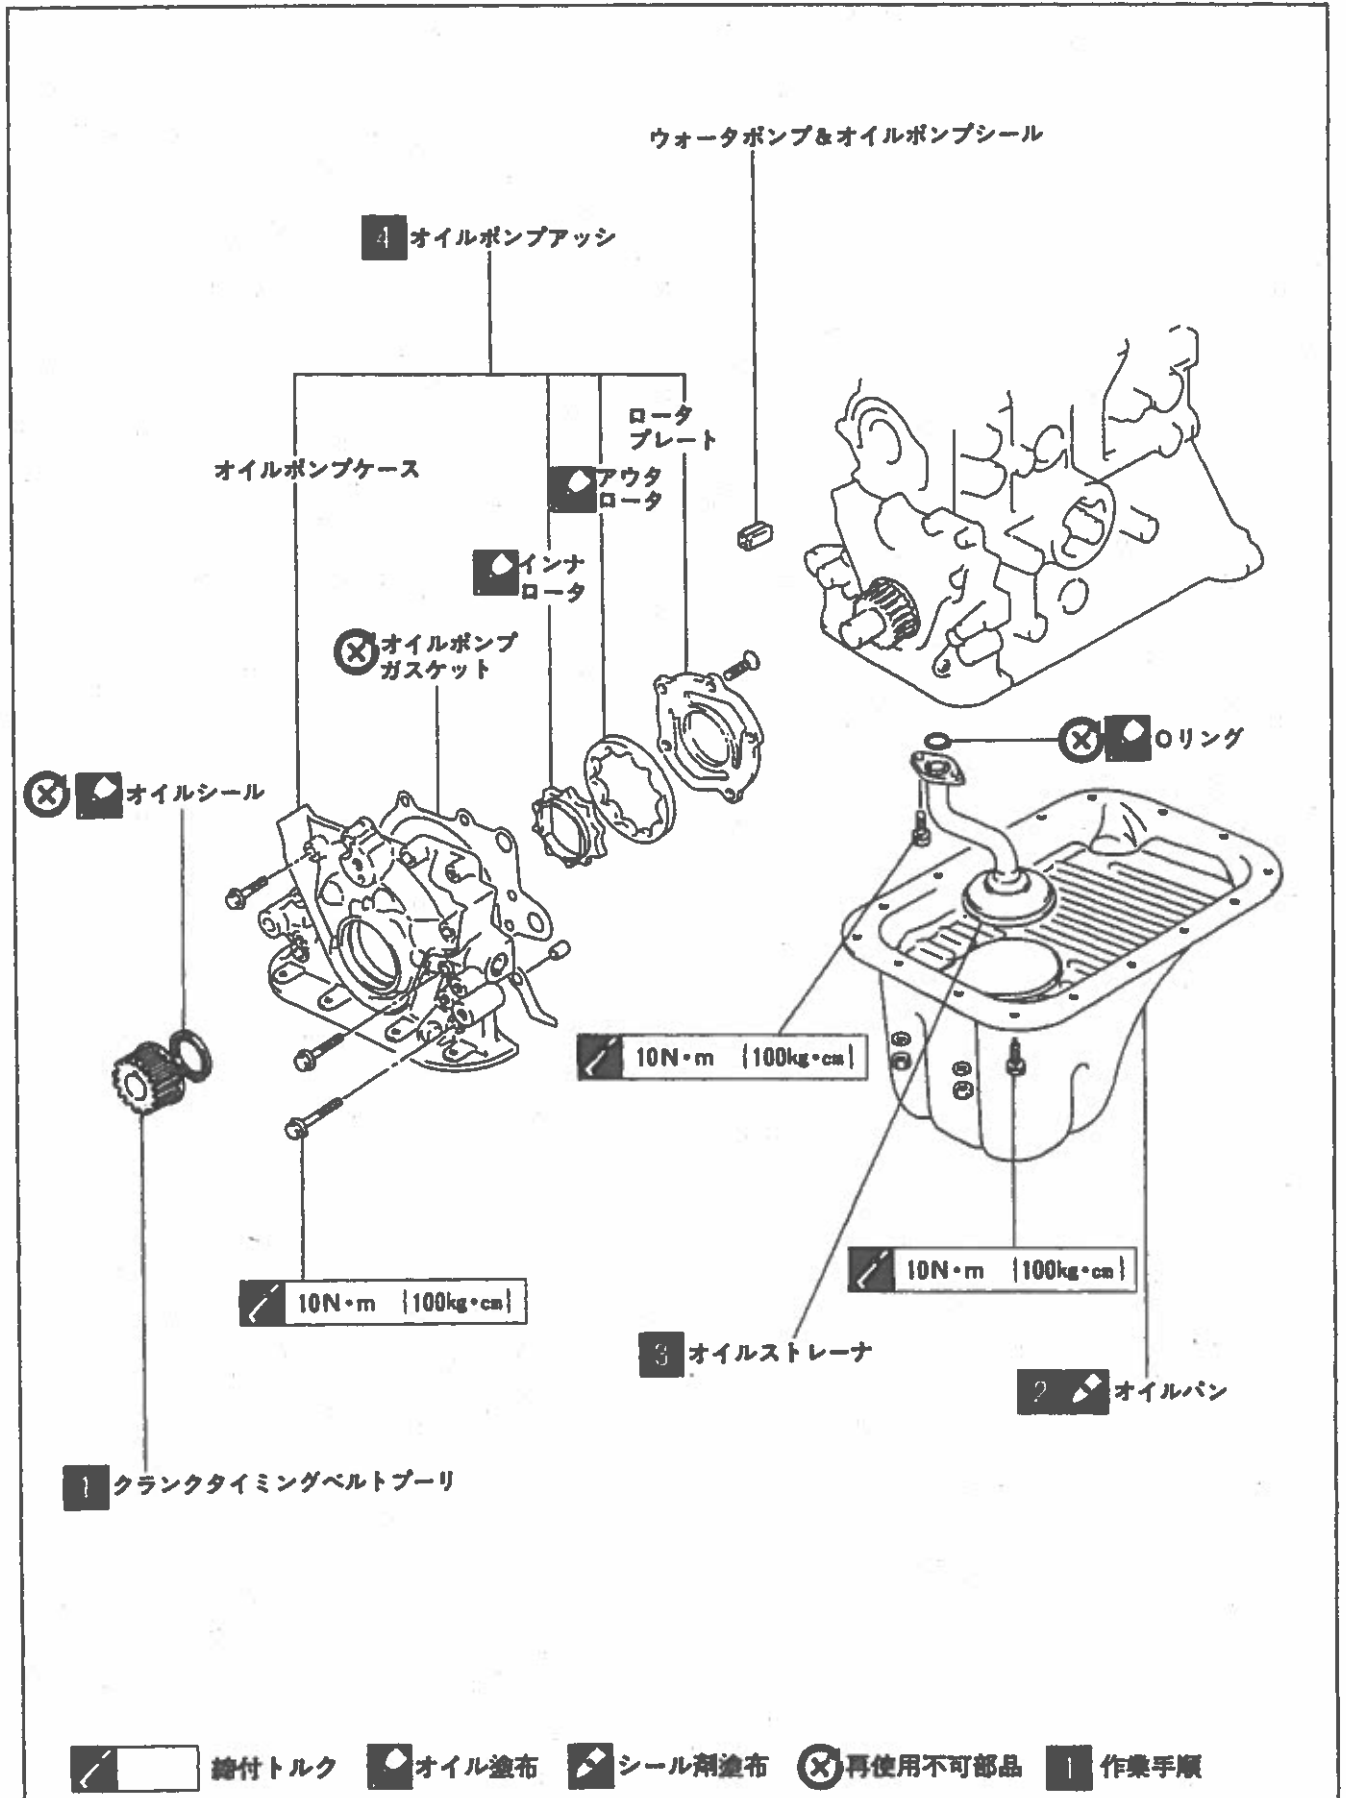 ウォータポンプ&オイルポンプシール
4 オイルポンプアッシ
ロータ
プレート
オイルポンプケース
アウタ
ロータ
インナ
ロータ
オイルポンプ
ガスケット
Oリング
オイルシール
10N・m {100kg・cm}
10N・m {100kg・cm}
10N・m {100kg・cm}
3 オイルストレーナ
2 オイルパン
1 クランクタイミングベルトプーリ
締付トルク オイル塗布 シール剤塗布 再使用不可部品 1 作業手順